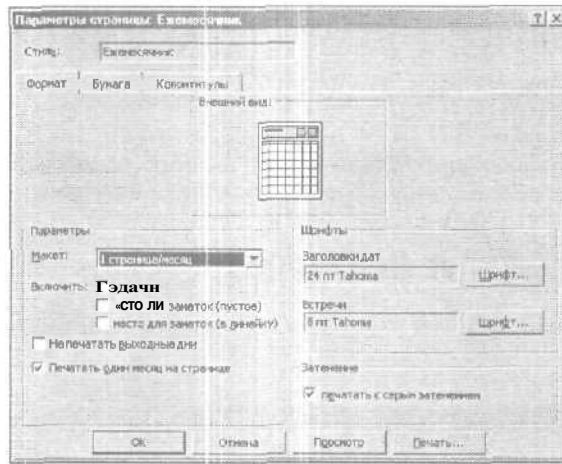 Параметры страницы: Ежемесячник
Стиль: Ежемесячник
Формат Бумага Колонтитулы
Внешний вид:
Параметры
Макет: 1 страница/месяц
Включить: Гэдачн
«СТО ЛИ заметок (пустое)
место для заметок (в линейку)
Не печатать выходные дни
Печатать один месяц на странице
Шрифты
Заголовки дат
24 пт Tahoma Шрифт...
Встречи
8 пт Tahoma Шрифт...
Затенение
печатать с серым затенением
OK Отмена Просмотр Печать...